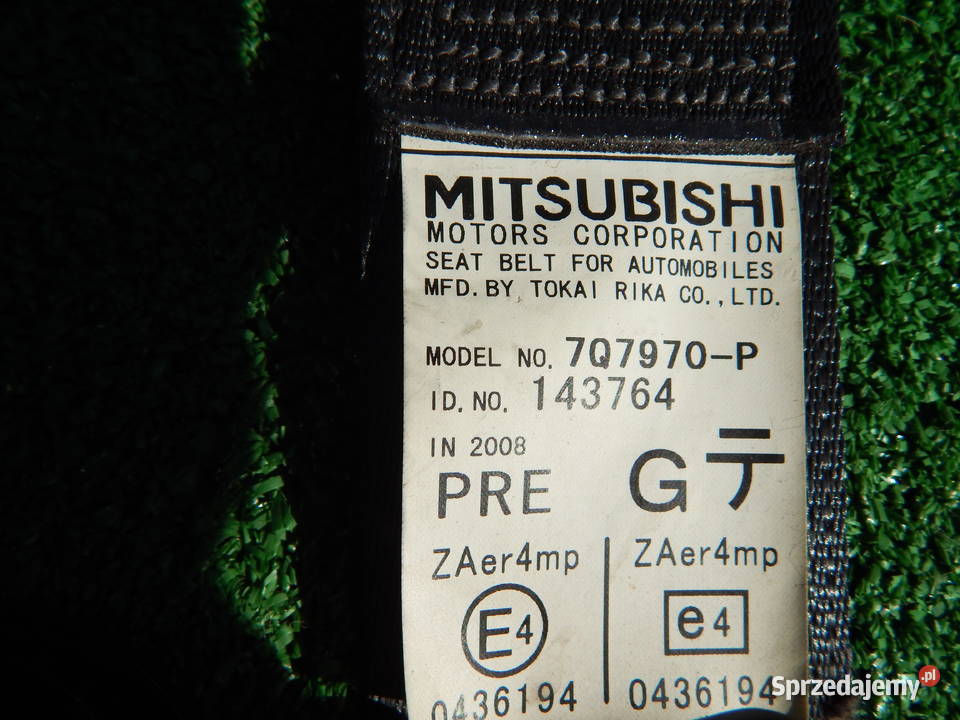 MITSUBISHI
MOTORS CORPORATION
SEAT BELT FOR AUTOMOBILES
MFD. BY TOKAI RIKA CO., LTD.
MODEL NO. 7Q7970-P
ID. NO. 143764
IN 2008
PRE G テ
ZAer4mp ZAer4mp
E4 e4
0436194 0436194
Sprzedajemy.pl